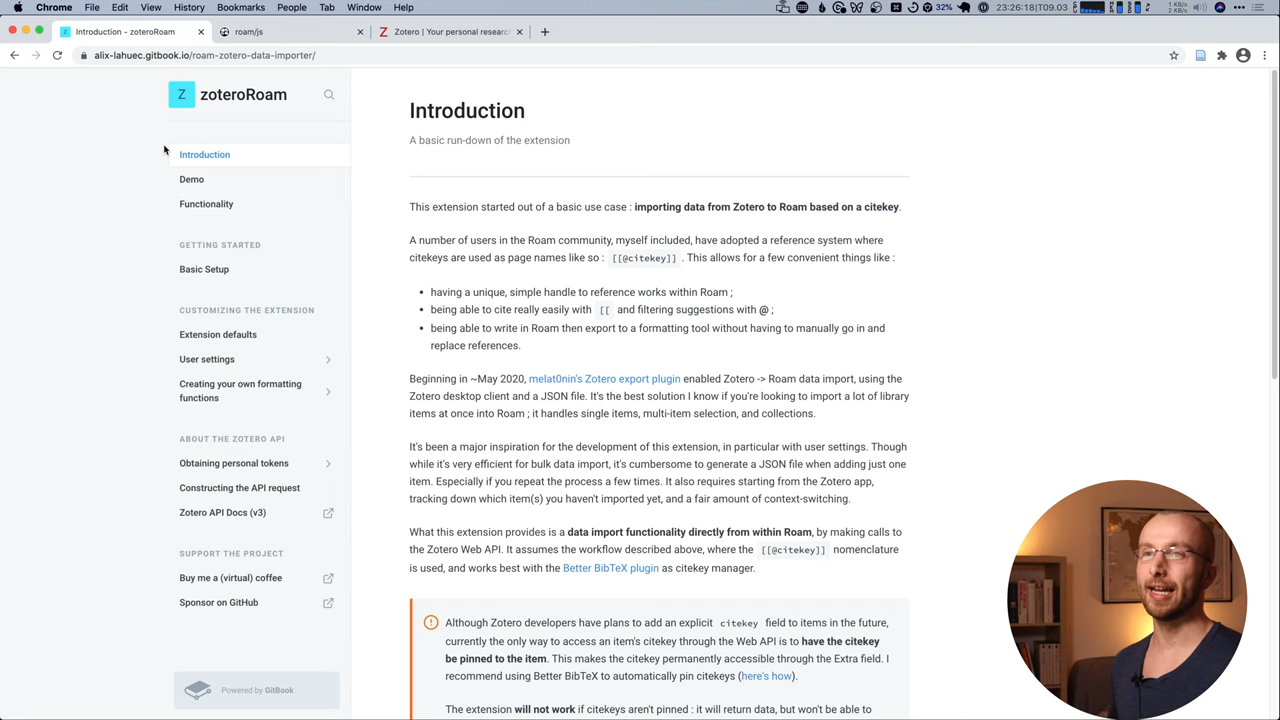 Chrome File Edit View History Bookmarks People Tab Window Help
32% 23:26:18|T09.03 1 KB/s 2 KB/s
Introduction - zoteroRoam × roam/js × Zotero | Your personal resear × +
alix-lahuec.gitbook.io/roam-zotero-data-importer/
Z zoteroRoam
Introduction
Demo
Functionality
GETTING STARTED
Basic Setup
CUSTOMIZING THE EXTENSION
Extension defaults
User settings
Creating your own formatting
functions
ABOUT THE ZOTERO API
Obtaining personal tokens
Constructing the API request
Zotero API Docs (v3)
SUPPORT THE PROJECT
Buy me a (virtual) coffee
Sponsor on GitHub
Powered by GitBook
Introduction
A basic run-down of the extension
This extension started out of a basic use case : importing data from Zotero to Roam based on a citekey.
A number of users in the Roam community, myself included, have adopted a reference system where
citekeys are used as page names like so : [[@citekey]] . This allows for a few convenient things like :
• having a unique, simple handle to reference works within Roam ;
• being able to cite really easily with [[ and filtering suggestions with @ ;
• being able to write in Roam then export to a formatting tool without having to manually go in and
replace references.
Beginning in ~May 2020, melat0nin's Zotero export plugin enabled Zotero -> Roam data import, using the
Zotero desktop client and a JSON file. It's the best solution I know if you're looking to import a lot of library
items at once into Roam ; it handles single items, multi-item selection, and collections.
It's been a major inspiration for the development of this extension, in particular with user settings. Though
while it's very efficient for bulk data import, it's cumbersome to generate a JSON file when adding just one
item. Especially if you repeat the process a few times. It also requires starting from the Zotero app,
tracking down which item(s) you haven't imported yet, and a fair amount of context-switching.
What this extension provides is a data import functionality directly from within Roam, by making calls to
the Zotero Web API. It assumes the workflow described above, where the [[@citekey]] nomenclature
is used, and works best with the Better BibTeX plugin as citekey manager.
Although Zotero developers have plans to add an explicit citekey field to items in the future,
currently the only way to access an item's citekey through the Web API is to have the citekey
be pinned to the item. This makes the citekey permanently accessible through the Extra field. I
recommend using Better BibTeX to automatically pin citekeys (here's how).
The extension will not work if citekeys aren't pinned : it will return data, but won't be able to